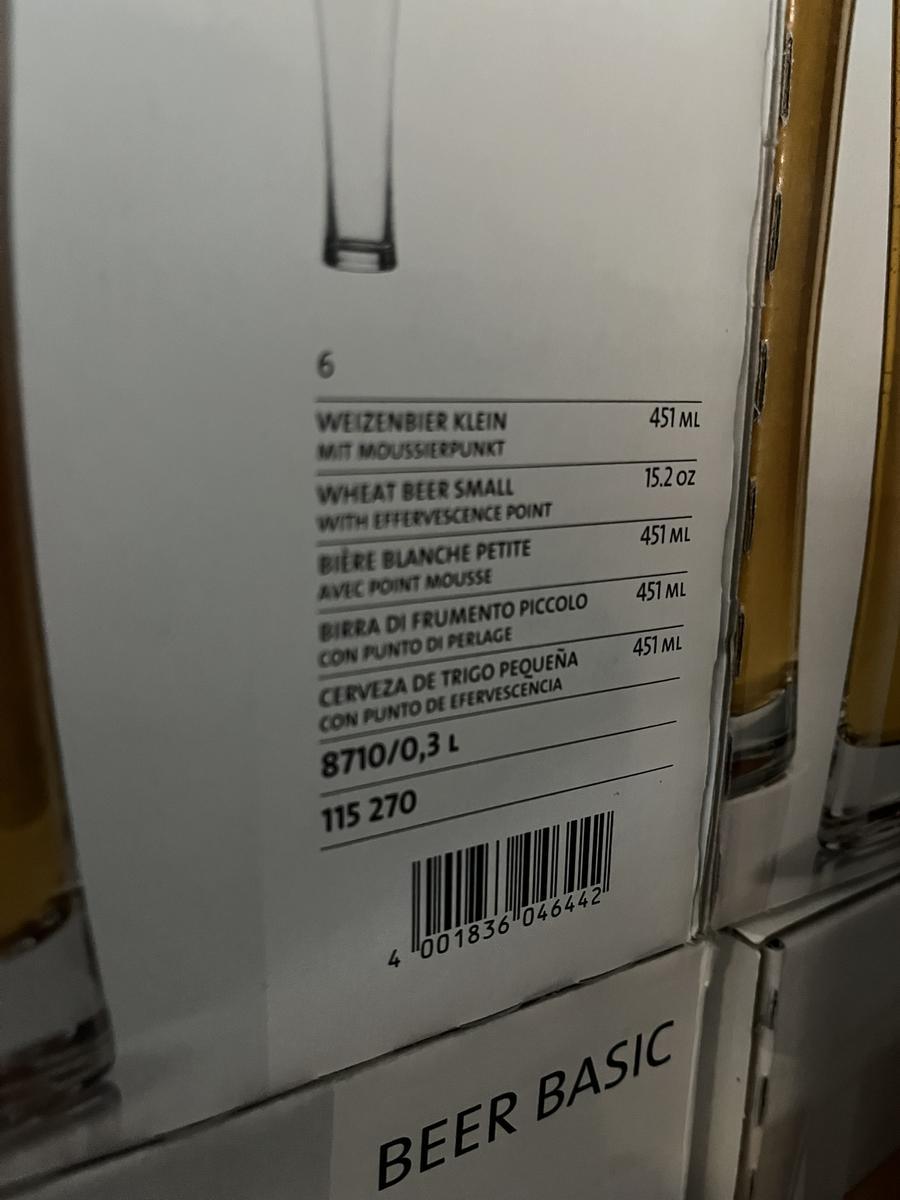 6
WEIZENBIER KLEIN 451 ML
MIT MOUSSIERPUNKT
WHEAT BEER SMALL 15.2 OZ
WITH EFFERVESCENCE POINT
BIÈRE BLANCHE PETITE 451 ML
AVEC POINT MOUSSE
BIRRA DI FRUMENTO PICCOLO 451 ML
CON PUNTO DI PERLAGE
CERVEZA DE TRIGO PEQUEÑA 451 ML
CON PUNTO DE EFERVESCENCIA
8710/0,3 L
115 270
4 001836 046442
BEER BASIC